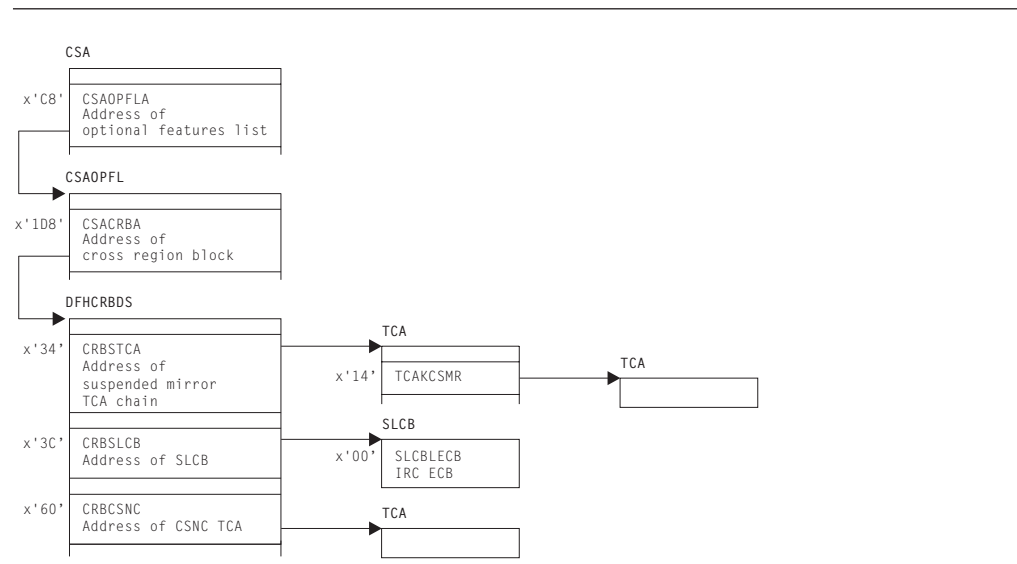 CSA
x'C8' CSAOPFLA
Address of
optional features list
CSAOPFL
x'1D8' CSACRBA
Address of
cross region block
DFHCRBDS
TCA
x'34' CRBSTCA
Address of
suspended mirror
TCA chain
x'14' TCAKCSMR
TCA
SLCB
x'3C’ CRBSLCB
Address of SLCB
x'00’ SLCBLECB
IRC ECB
x'60’ CRBCSNC
Address of CSNC TCA
TCA